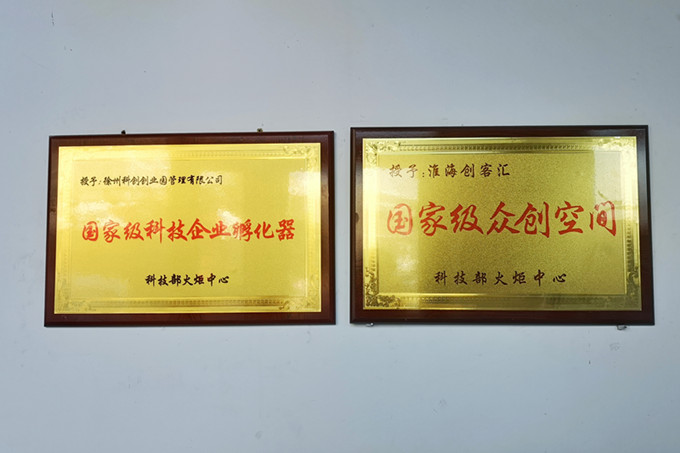 授予：徐州科创创业园管理有限公司
国家级科技企业孵化器
科技部火炬中心
授予：淮海创客汇
国家级众创空间
科技部火炬中心